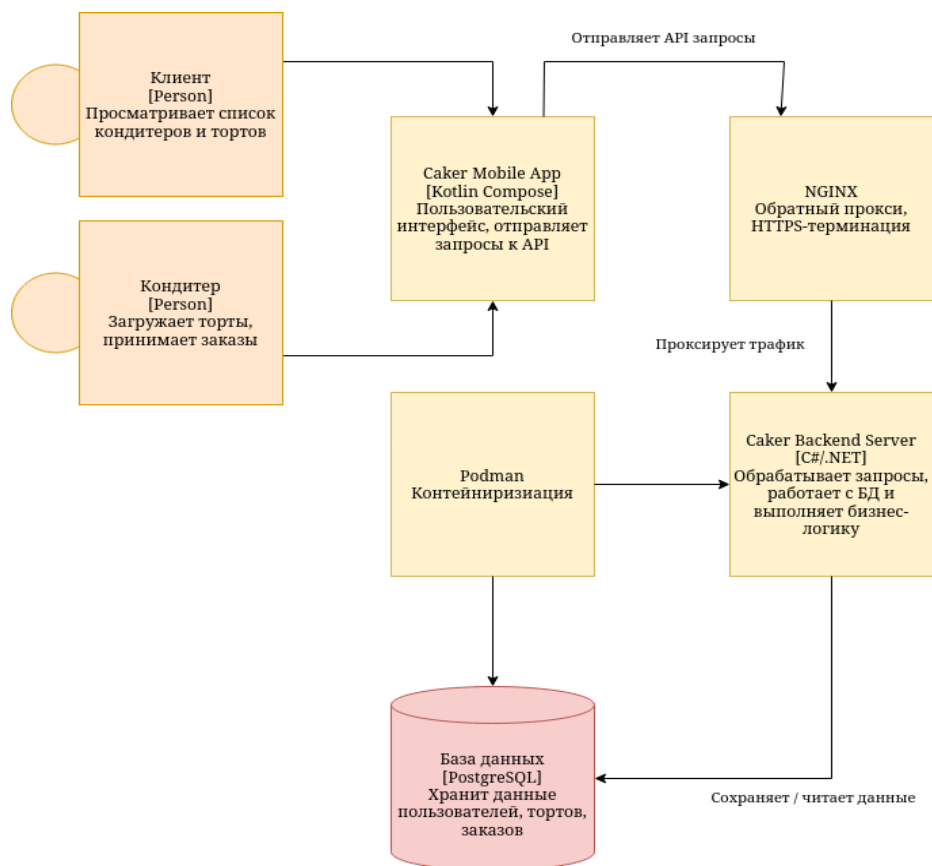 Отправляет API запросы
Клиент
[Person]
Просматривает список
кондитеров и тортов
Caker Mobile App
[Kotlin Compose]
Пользовательский
интерфейс, отправляет
запросы к API
NGINX
Обратный прокси,
HTTPS-терминация
Кондитер
[Person]
Загружает торты,
принимает заказы
Проксирует трафик
Podman
Контейниризиация
Caker Backend Server
[C#/.NET]
Обрабатывает запросы,
работает с БД и
выполняет бизнес-
логику
База данных
[PostgreSQL]
Хранит данные
пользователей, тортов,
заказов
Сохраняет / читает данные